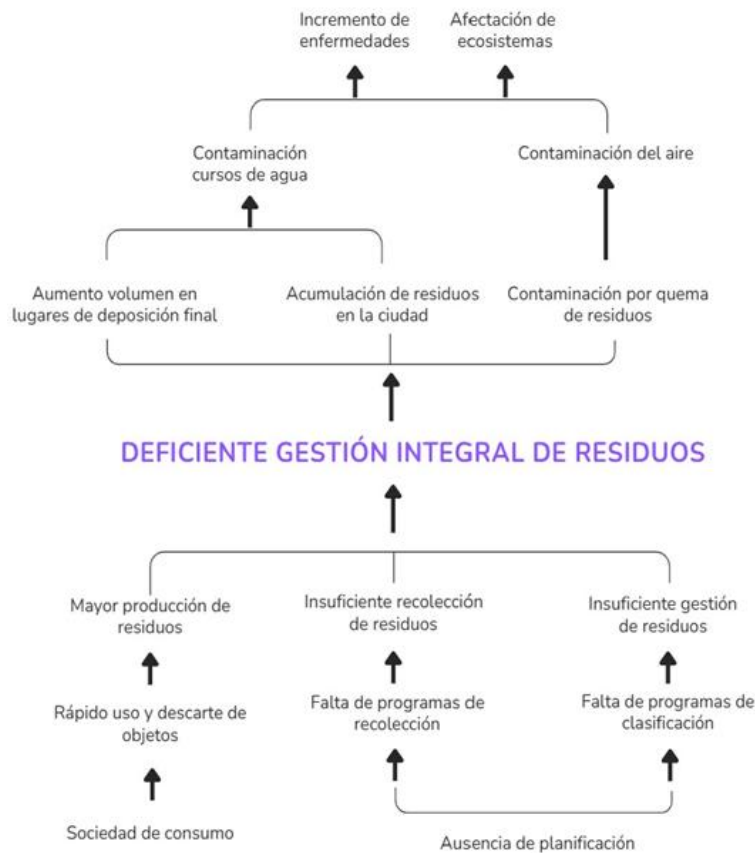 Incremento de
enfermedades
Afectación de
ecosistemas
Contaminación
cursos de agua
Contaminación del aire
Aumento volumen en
lugares de deposición final
Acumulación de residuos
en la ciudad
Contaminación por quema
de residuos
DEFICIENTE GESTIÓN INTEGRAL DE RESIDUOS
Mayor producción de
residuos
Insuficiente recolección
de residuos
Insuficiente gestión
de residuos
Rápido uso y descarte de
objetos
Falta de programas de
recolección
Falta de programas de
clasificación
Sociedad de consumo
Ausencia de planificación